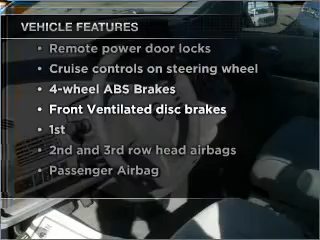 VEHICLE FEATURES
• Remote power door locks
• Cruise controls on steering wheel
• 4-wheel ABS Brakes
• Front Ventilated disc brakes
• 1st
• 2nd and 3rd row head airbags
• Passenger Airbag